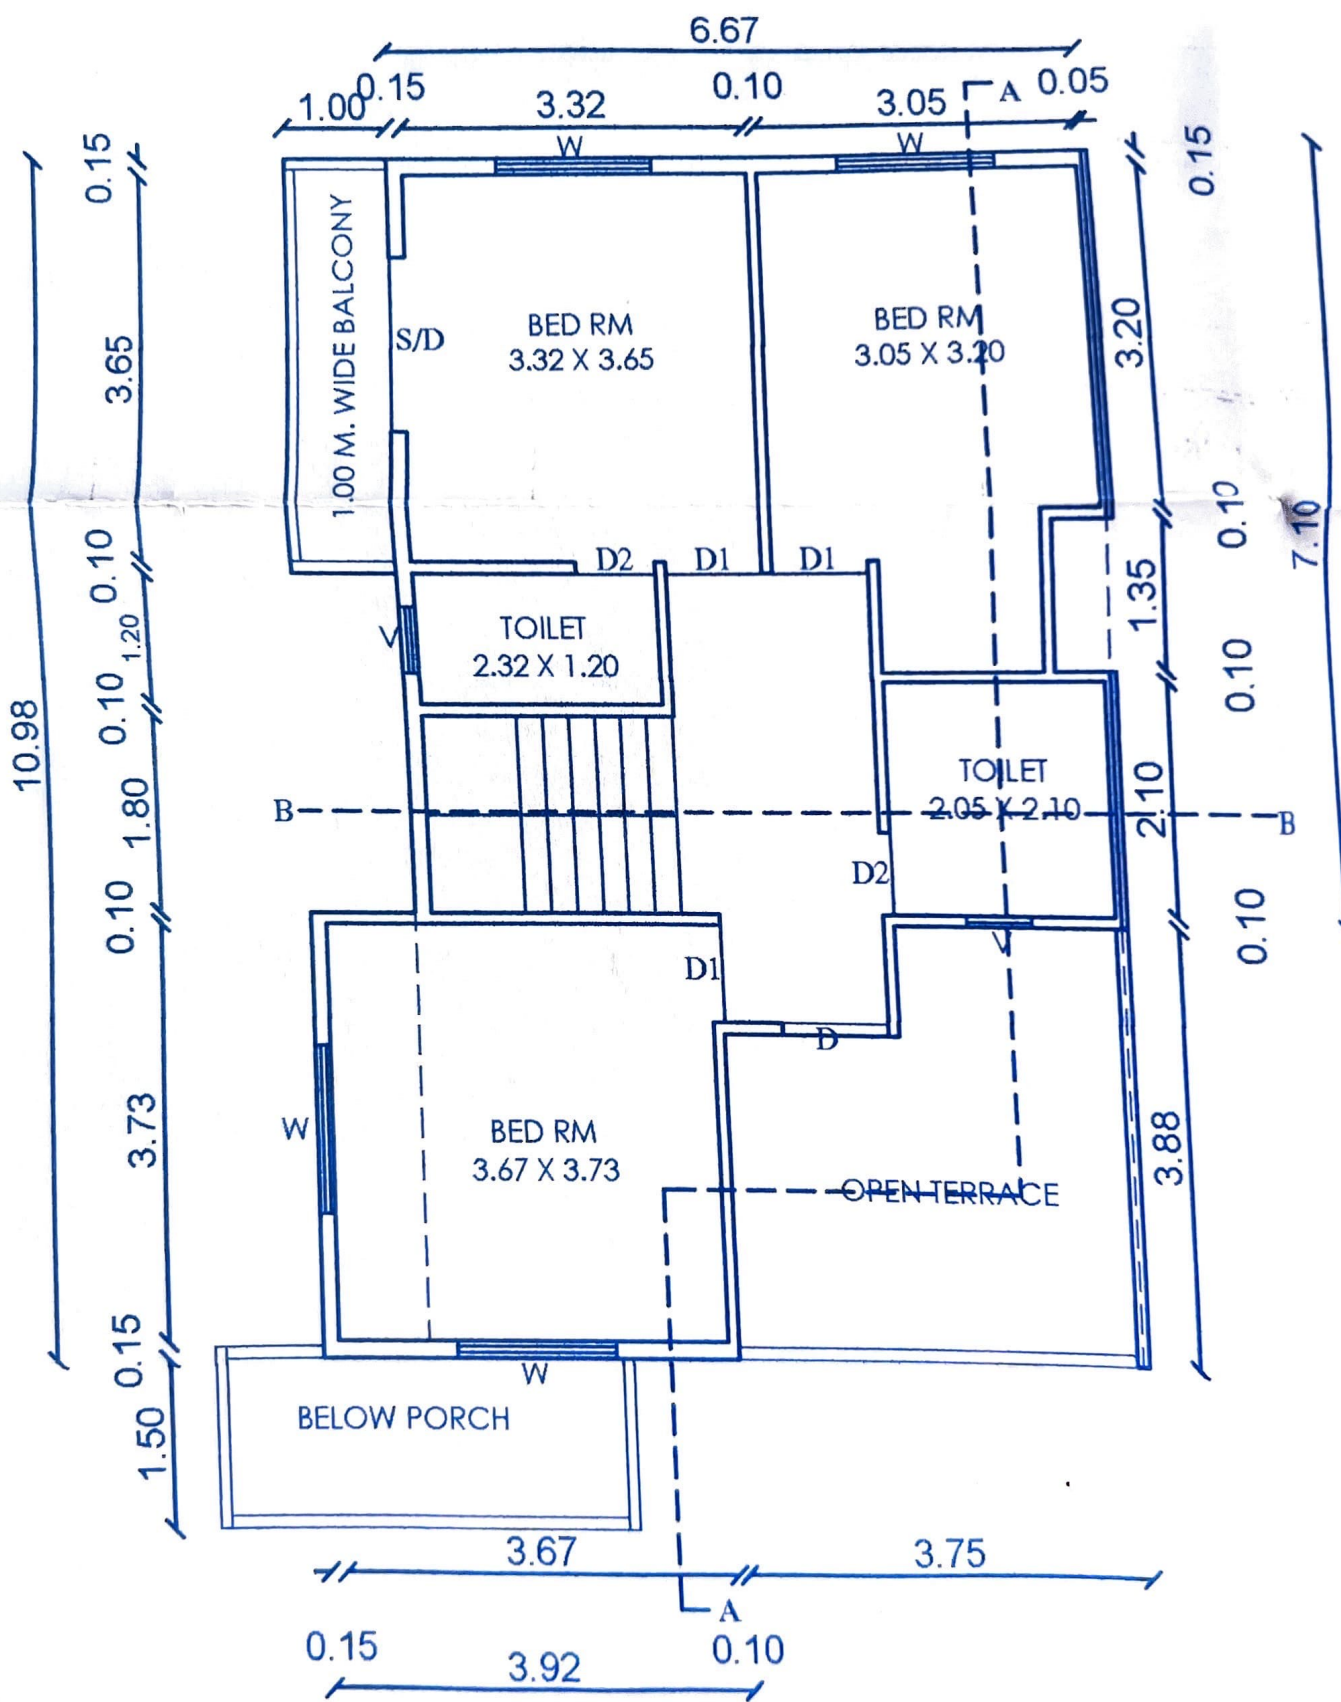 6.67
0.15
0.10
0.05
1.00
3.32
3.05
A
W
W
0.15
0.15
1.00 M. WIDE BALCONY
S/D
BED RM
3.32 X 3.65
BED RM
3.05 X 3.20
3.65
3.20
0.10
7.10
D2
D1
D1
0.10
1.20
1.35
V
TOILET
2.32 X 1.20
0.10
0.10
10.98
TOILET
2.05 X 2.10
1.80
2.10
B
B
D2
0.10
0.10
V
D1
D
W
BED RM
3.67 X 3.73
3.73
3.88
OPEN TERRACE
0.15
W
BELOW PORCH
1.50
3.67
3.75
A
0.15
0.10
3.92